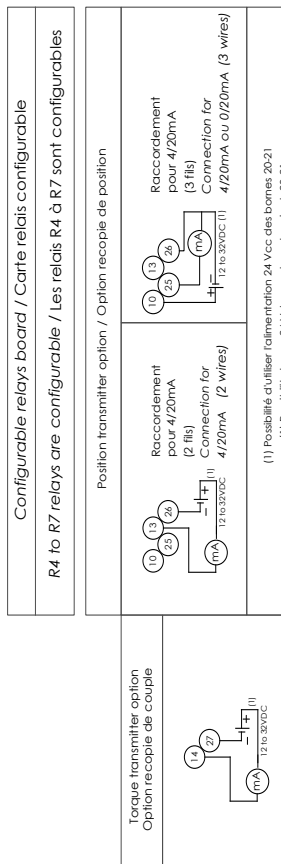 Configurable relays board / Carte relais configurable
R4 to R7 relays are configurable / Les relais R4 à R7 sont configurables
Torque transmitter option
Option recopie de couple
14
27
(1)
12 to 32VDC
mA
Position transmitter option / Option recopie de position
10
13
25
26
(1)
12 to 32VDC
mA
Raccordement
pour 4/20mA
(2 fils)
Connection for
4/20mA (2 wires)
10
13
25
26
mA
12 to 32VDC (1)
Raccordement
pour 4/20mA
(3 fils)
Connection for
4/20mA ou 0/20mA (3 wires)
(1) Possibilité d'utiliser l'alimentation 24 Vcc des bornes 20-21